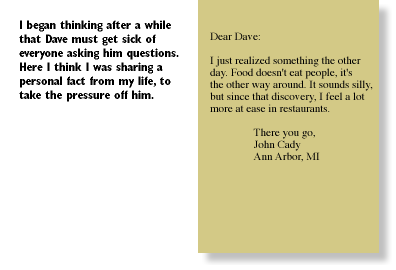 I began thinking after a while
that Dave must get sick of
everyone asking him questions.
Here I think I was sharing a
personal fact from my life, to
take the pressure off him.
Dear Dave:
I just realized something the other
day. Food doesn't eat people, it's
the other way around. It sounds silly,
but since that discovery, I feel a lot
more at ease in restaurants.
There you go,
John Cady
Ann Arbor, MI